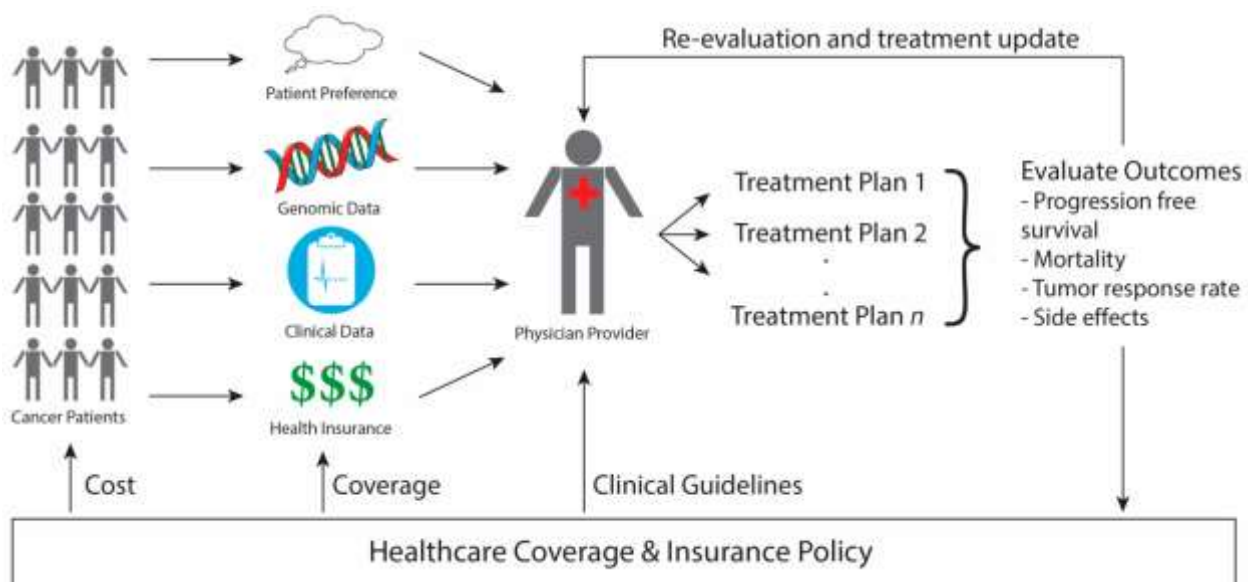 Re-evaluation and treatment update
Patient Preference
Genomic Data
Clinical Data
$$$
Health Insurance
Cancer Patients
Physician Provider
Treatment Plan 1
Treatment Plan 2
.
.
Treatment Plan n
Evaluate Outcomes
- Progression free
survival
- Mortality
- Tumor response rate
- Side effects
Cost
Coverage
Clinical Guidelines
Healthcare Coverage & Insurance Policy